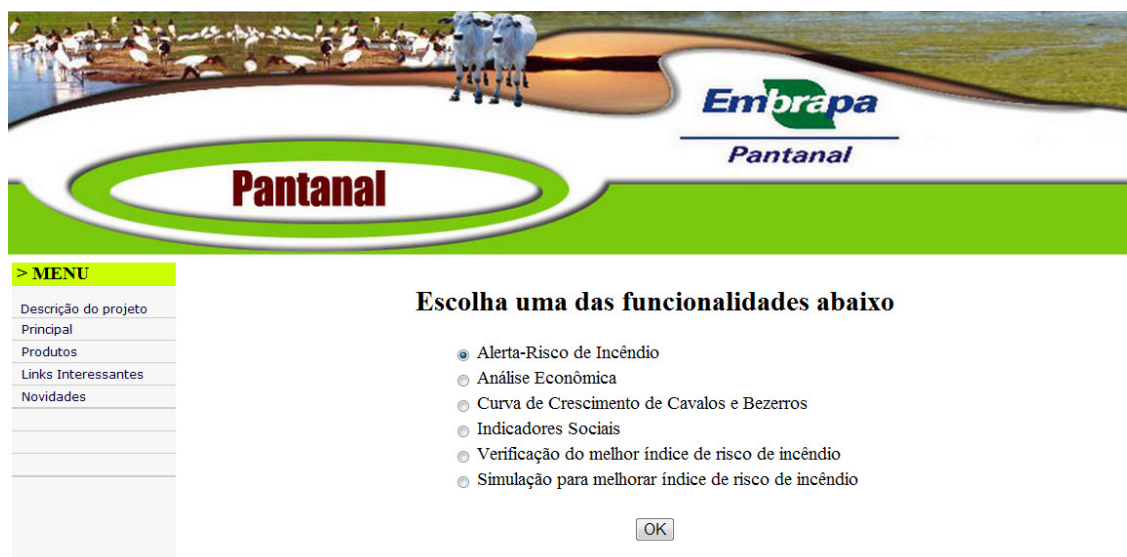 Embrapa
Pantanal
Pantanal
> MENU
Descrição do projeto
Principal
Produtos
Links Interessantes
Novidades
Escolha uma das funcionalidades abaixo
Alerta-Risco de Incêndio
Análise Econômica
Curva de Crescimento de Cavalos e Bezerros
Indicadores Sociais
Verificação do melhor índice de risco de incêndio
Simulação para melhorar índice de risco de incêndio
OK